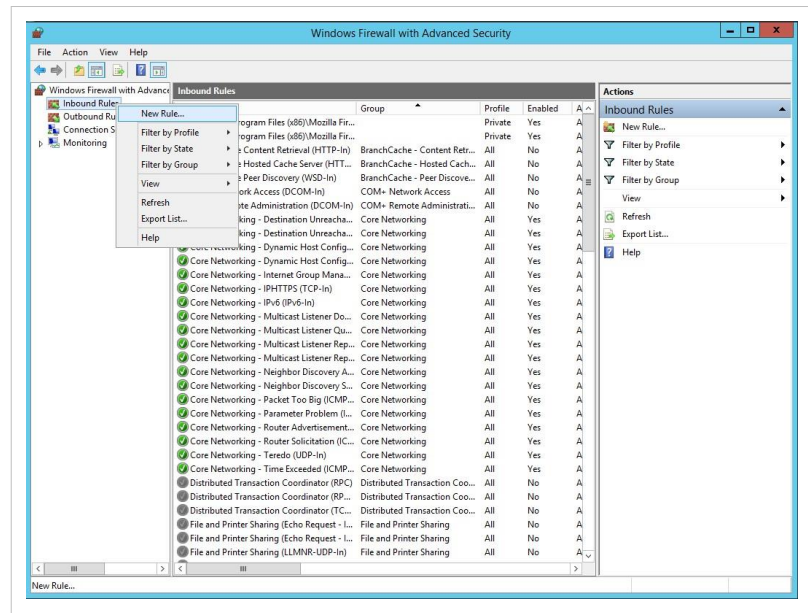 Windows Firewall with Advanced Security
File Action View Help
Windows Firewall with Advance
Inbound Rules
Outbound Ru
Connection S
Monitoring
New Rule...
Filter by Profile
Filter by State
Filter by Group
View
Refresh
Export List...
Help
Inbound Rules
Group Profile Enabled A
rogram Files (x86)\Mozilla Fir... Private Yes A
rogram Files (x86)\Mozilla Fir... Private Yes A
e Content Retrieval (HTTP-In) BranchCache - Content Retr... All No A
e Hosted Cache Server (HTT... BranchCache - Hosted Cach... All No A
e Peer Discovery (WSD-In) BranchCache - Peer Discove... All No A
ork Access (DCOM-In) COM+ Network Access All No A
ote Administration (DCOM-In) COM+ Remote Administrati... All No A
king - Destination Unreacha... Core Networking All Yes A
king - Destination Unreacha... Core Networking All Yes A
Core Networking - Dynamic Host Config... Core Networking All Yes A
Core Networking - Dynamic Host Config... Core Networking All Yes A
Core Networking - Internet Group Mana... Core Networking All Yes A
Core Networking - IPHTTPS (TCP-In) Core Networking All Yes A
Core Networking - IPv6 (IPv6-In) Core Networking All Yes A
Core Networking - Multicast Listener Do... Core Networking All Yes A
Core Networking - Multicast Listener Qu... Core Networking All Yes A
Core Networking - Multicast Listener Rep... Core Networking All Yes A
Core Networking - Multicast Listener Rep... Core Networking All Yes A
Core Networking - Neighbor Discovery A... Core Networking All Yes A
Core Networking - Neighbor Discovery S... Core Networking All Yes A
Core Networking - Packet Too Big (ICMP... Core Networking All Yes A
Core Networking - Parameter Problem (I... Core Networking All Yes A
Core Networking - Router Advertisement... Core Networking All Yes A
Core Networking - Router Solicitation (IC... Core Networking All Yes A
Core Networking - Teredo (UDP-In) Core Networking All Yes A
Core Networking - Time Exceeded (ICMP... Core Networking All Yes A
Distributed Transaction Coordinator (RPC) Distributed Transaction Coo... All No A
Distributed Transaction Coordinator (RP... Distributed Transaction Coo... All No A
Distributed Transaction Coordinator (TC... Distributed Transaction Coo... All No A
File and Printer Sharing (Echo Request - I... File and Printer Sharing All No A
File and Printer Sharing (Echo Request - I... File and Printer Sharing All No A
File and Printer Sharing (LLMNR-UDP-In) File and Printer Sharing All No A
Actions
Inbound Rules
New Rule...
Filter by Profile
Filter by State
Filter by Group
View
Refresh
Export List...
Help
New Rule...